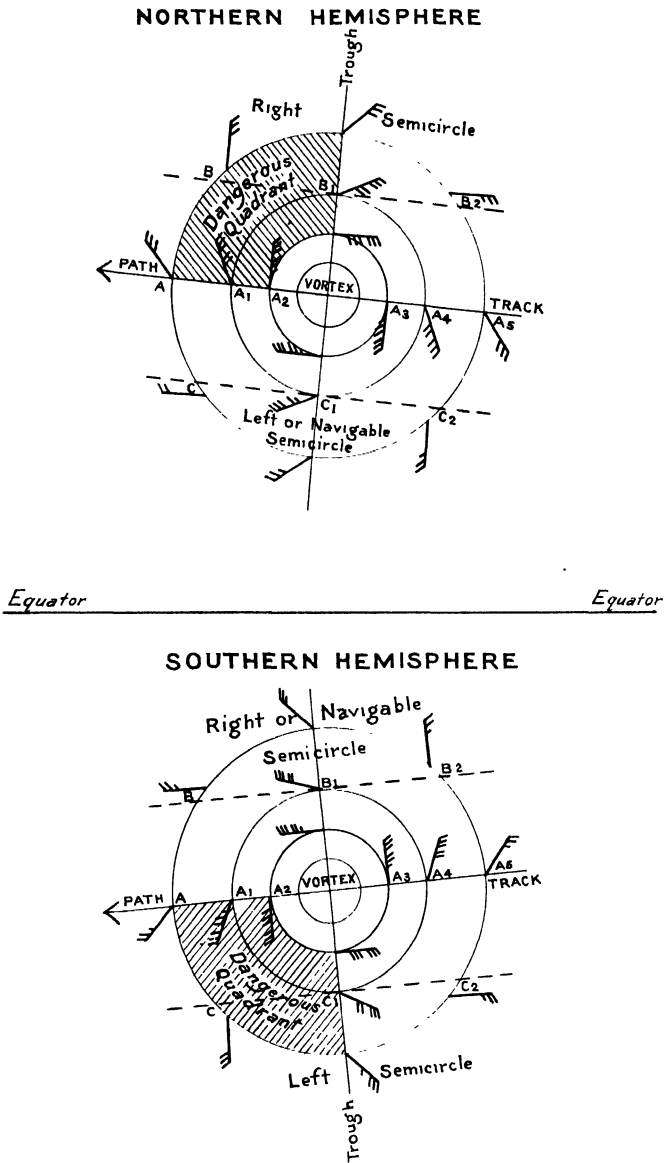 NORTHERN HEMISPHERE
Trough
Right
Semicircle
B
Dangerous
Quadrant
B1
B2
PATH
A
A1
A2
VORTEX
A3
A4
TRACK
A5
C
C1
C2
Left or Navigable
Semicircle
Equator
Equator
SOUTHERN HEMISPHERE
Right or Navigable
Semicircle
B
B1
B2
PATH
A
A1
A2
VORTEX
A3
A4
A5
TRACK
Dangerous
Quadrant
C
C1
C2
Left
Semicircle
Trough